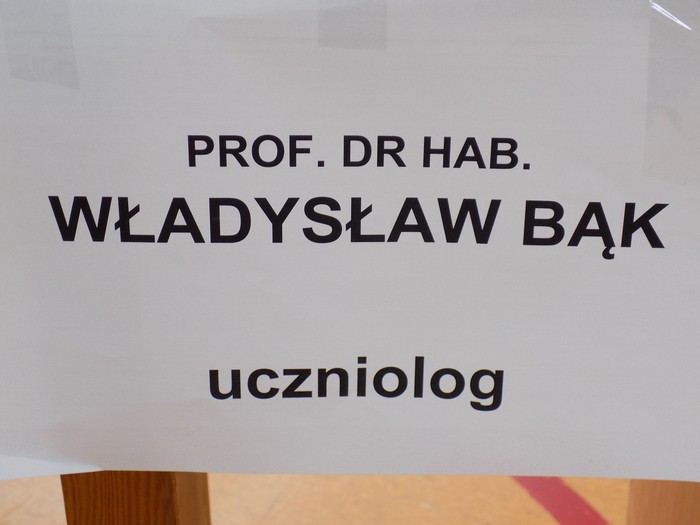 PROF. DR HAB.
WŁADYSŁAW BĄK
uczniolog